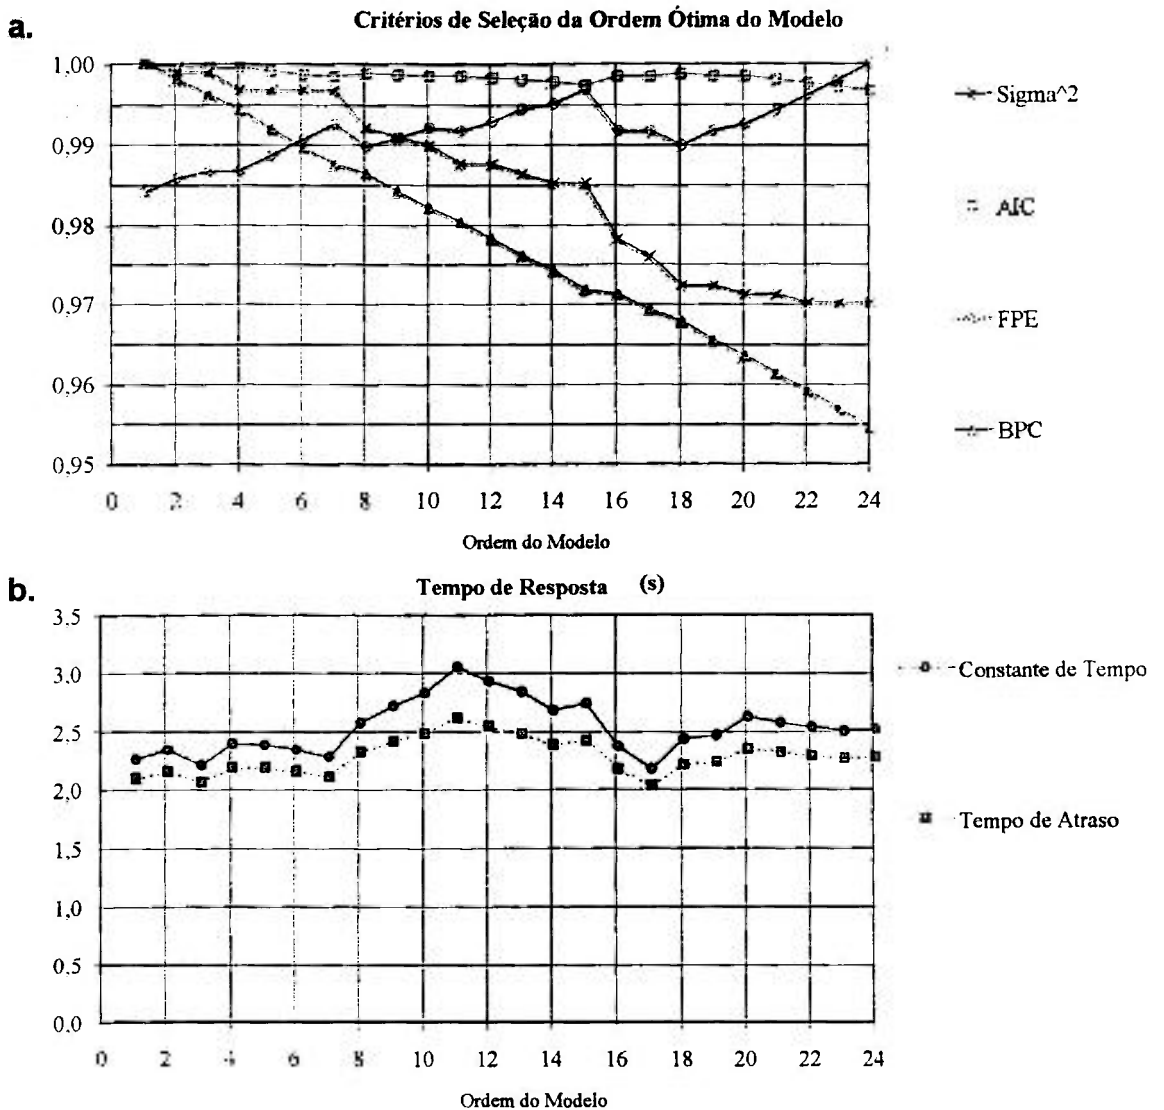 a.
Critérios de Seleção da Ordem Ótima do Modelo
1,00
0,99
0,98
0,97
0,96
0,95
0 2 4 6 8 10 12 14 16 18 20 22 24
Ordem do Modelo
Sigma^2
AIC
FPE
BPC
b.
Tempo de Resposta (s)
3.5
3.0
2.5
2.0
1.5
1.0
0.5
0.0
0 2 4 6 8 10 12 14 16 18 20 22 24
Ordem do Modelo
Constante de Tempo
Tempo de Atraso